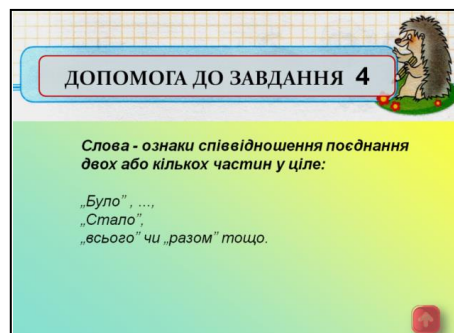 ДОПОМОГА ДО ЗАВДАННЯ 4
Слова - ознаки співвідношення поєднання
двох або кількох частин у ціле:
„Було” , ...,
„Стало”,
„всього” чи „разом” тощо.